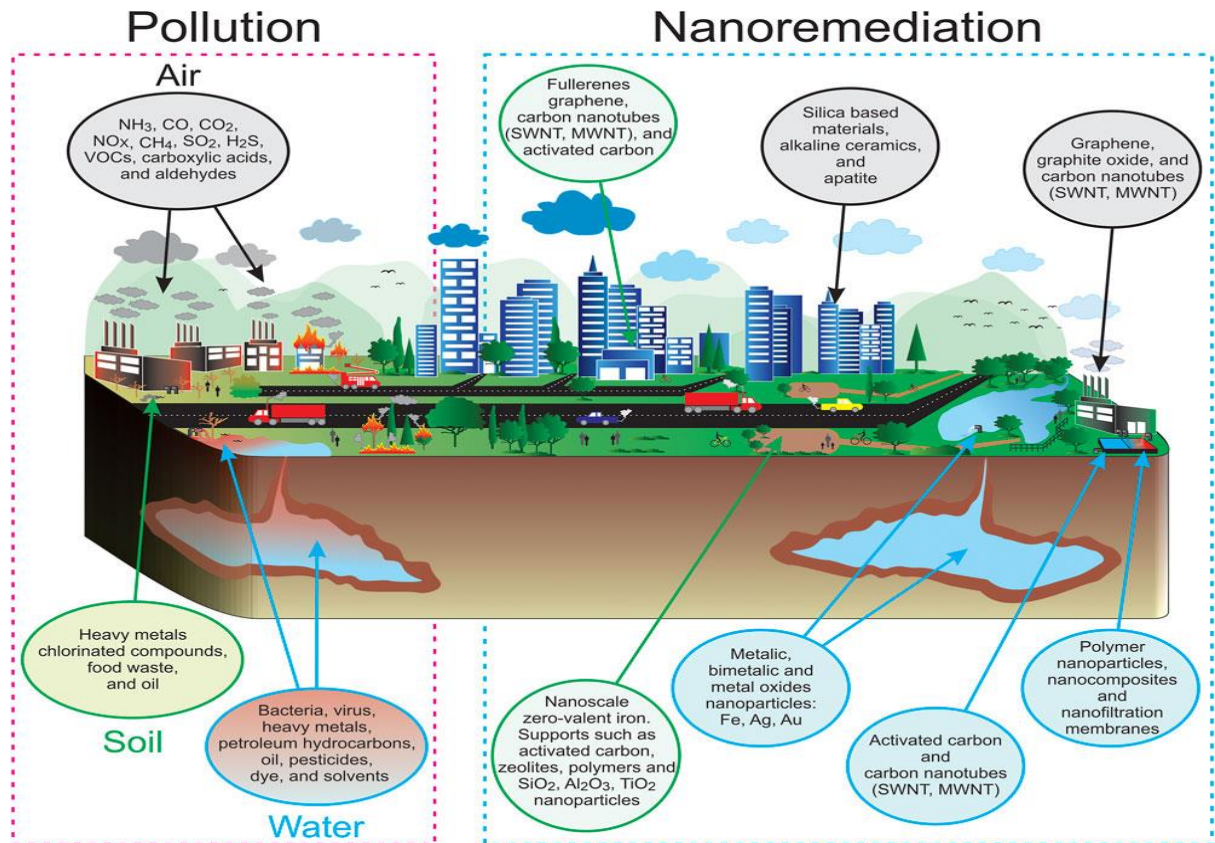 Pollution
Nanoremediation
Air
NH₃, CO, CO₂,
NOx, CH₄, SO₂, H₂S,
VOCs, carboxylic acids,
and aldehydes
Fullerenes
graphene,
carbon nanotubes
(SWNT, MWNT), and
activated carbon
Silica based
materials,
alkaline ceramics,
and
apatite
Graphene,
graphite oxide, and
carbon nanotubes
(SWNT, MWNT)
Heavy metals
chlorinated compounds,
food waste,
and oil
Soil
Bacteria, virus,
heavy metals,
petroleum hydrocarbons,
oil, pesticides,
dye, and solvents
Water
Nanoscale
zero-valent iron.
Supports such as
activated carbon,
zeolites, polymers and
SiO₂, Al₂O₃, TiO₂
nanoparticles
Metalic,
bimetalic and
metal oxides
nanoparticles:
Fe, Ag, Au
Activated carbon
and
carbon nanotubes
(SWNT, MWNT)
Polymer
nanoparticles,
nanocomposites
and
nanofiltration
membranes